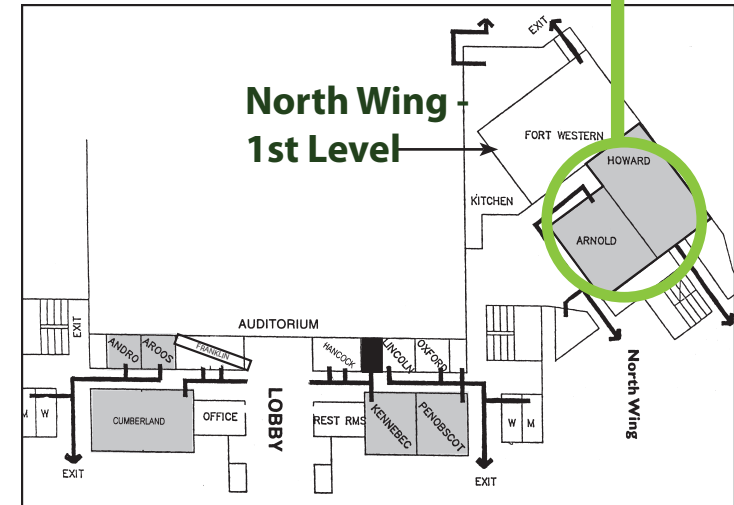 EXIT
North Wing -
1st Level
FORT WESTERN
HOWARD
KITCHEN
ARNOLD
AUDITORIUM
EXIT
ANDRO
AROOS
FRANKLIN
HANCOCK
LINCOLN
OXFORD
North Wing
M
W
CUMBERLAND
OFFICE
LOBBY
REST RMS
KENNEBEC
PENOBSCOT
W
M
EXIT
EXIT